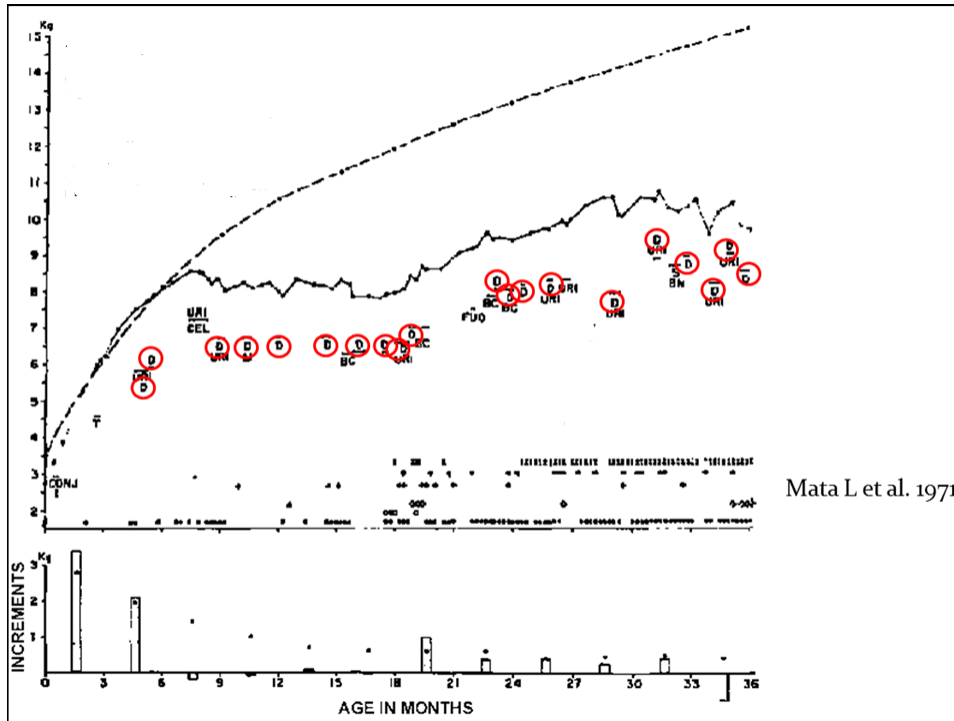 Kg
15
14
13
12
11
10
9
8
7
6
5
4
3
2
CONJ
T
D
D
URI
CEL
D
URI
D
D
D
BC
D
D
D
URI
D
BC
FUO
D
BC
D
BC
D
D
URI
URI
D
URI
D
URI
S
BN
D
D
URI
D
URI
D
Mata L et al. 1971
Kg
3
2
1
INCREMENTS
0 3 6 9 12 15 18 21 24 27 30 33 36
AGE IN MONTHS